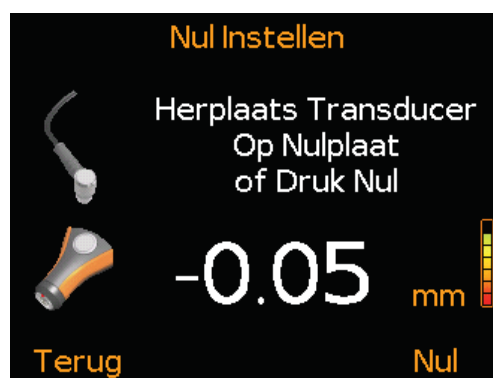 Nul Instellen
Herplaats Transducer
Op Nulplaat
of Druk Nul
-0.05 mm
Terug Nul